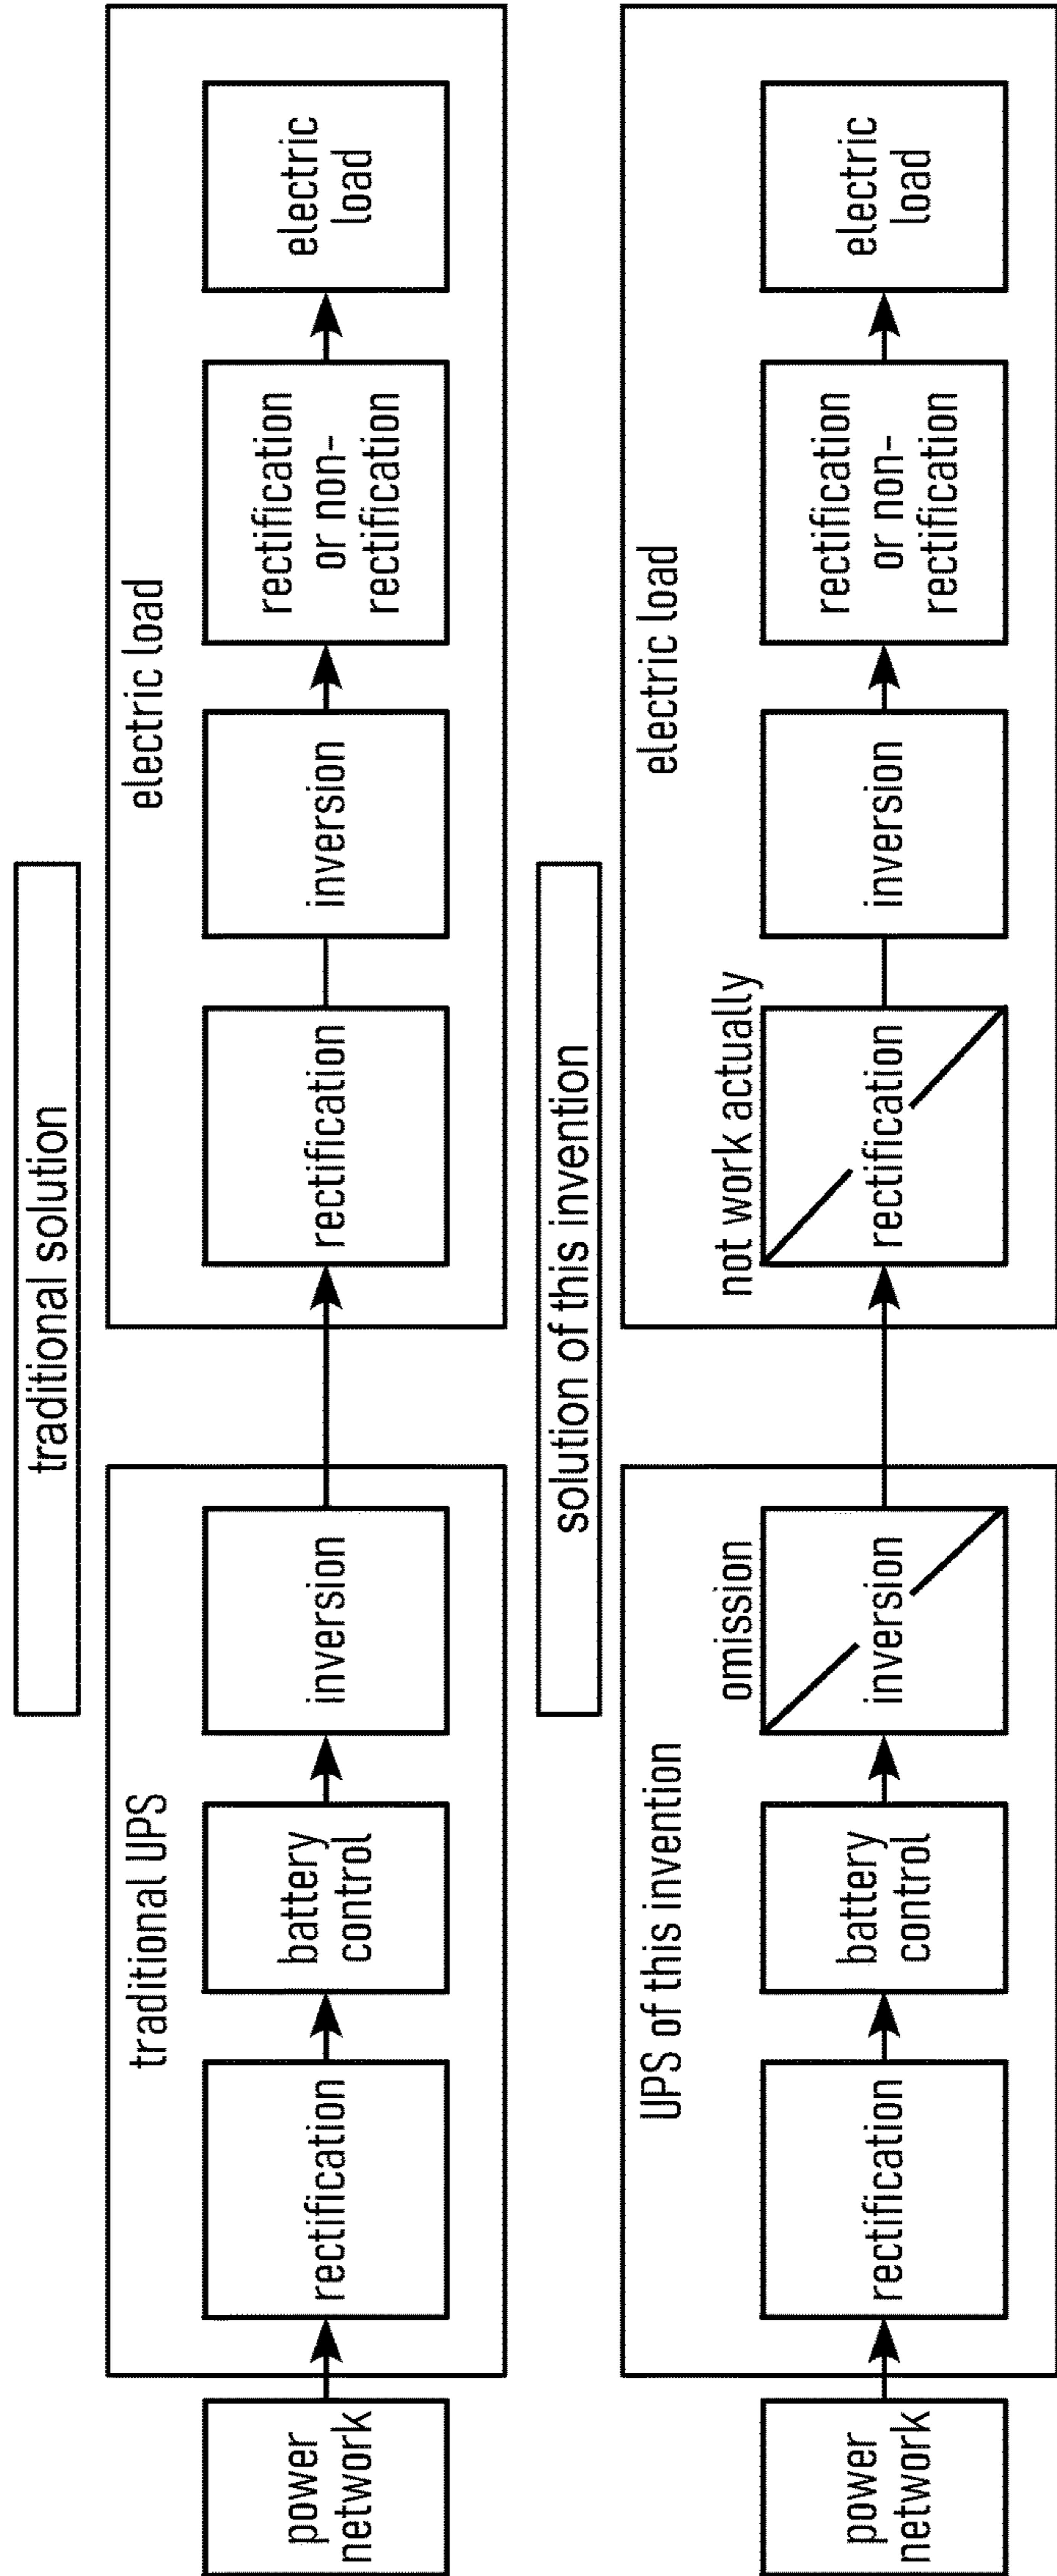 traditional solution
traditional UPS
electric load
power
network
rectification
battery
control
inversion
rectification
inversion
rectification
or non-
rectification
electric
load
solution of this invention
UPS of this invention
omission
not work actually
electric load
power
network
rectification
battery
control
inversion
rectification
inversion
rectification
or non-
rectification
electric
load